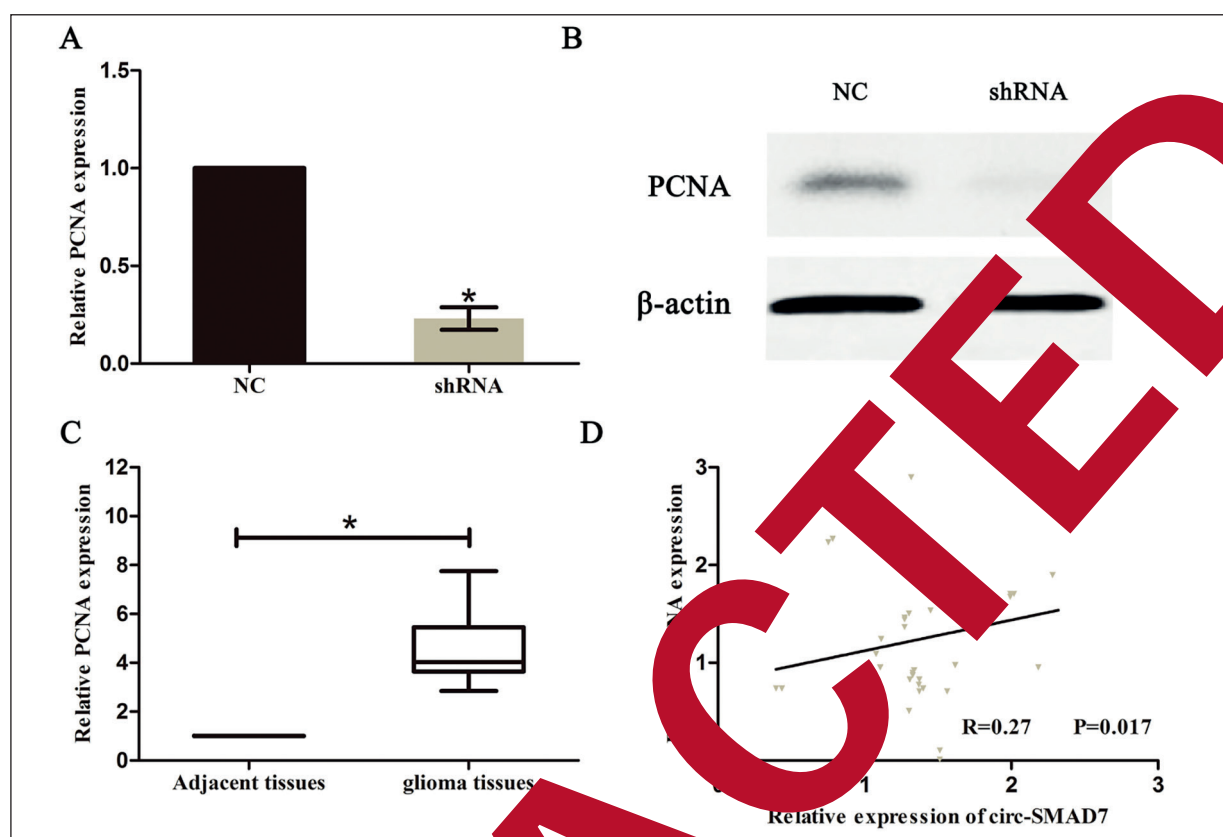 A
Relative PCNA expression
1.5
1.0
0.5
0.0
*
NC
shRNA
B
NC
shRNA
PCNA
β-actin
C
Relative PCNA expression
12
10
8
6
4
2
0
*
Adjacent tissues
glioma tissues
D
expression
3
2
1
R=0.27 P=0.017
1
2
3
Relative expression of circ-SMAD7
ACTED